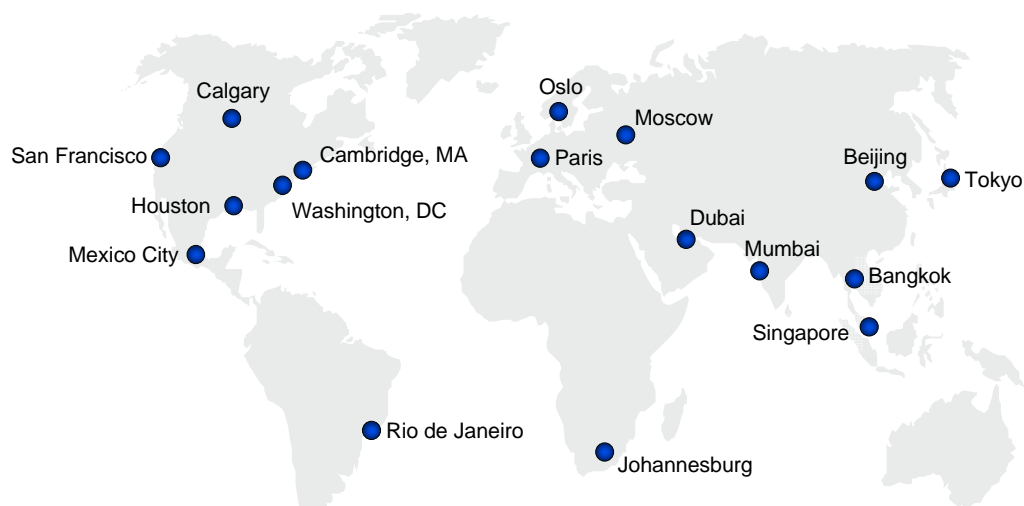 Oslo
Calgary
Moscow
San Francisco
Cambridge, MA
Paris
Beijing
Tokyo
Houston
Washington, DC
Dubai
Mexico City
Mumbai
Bangkok
Singapore
Rio de Janeiro
Johannesburg